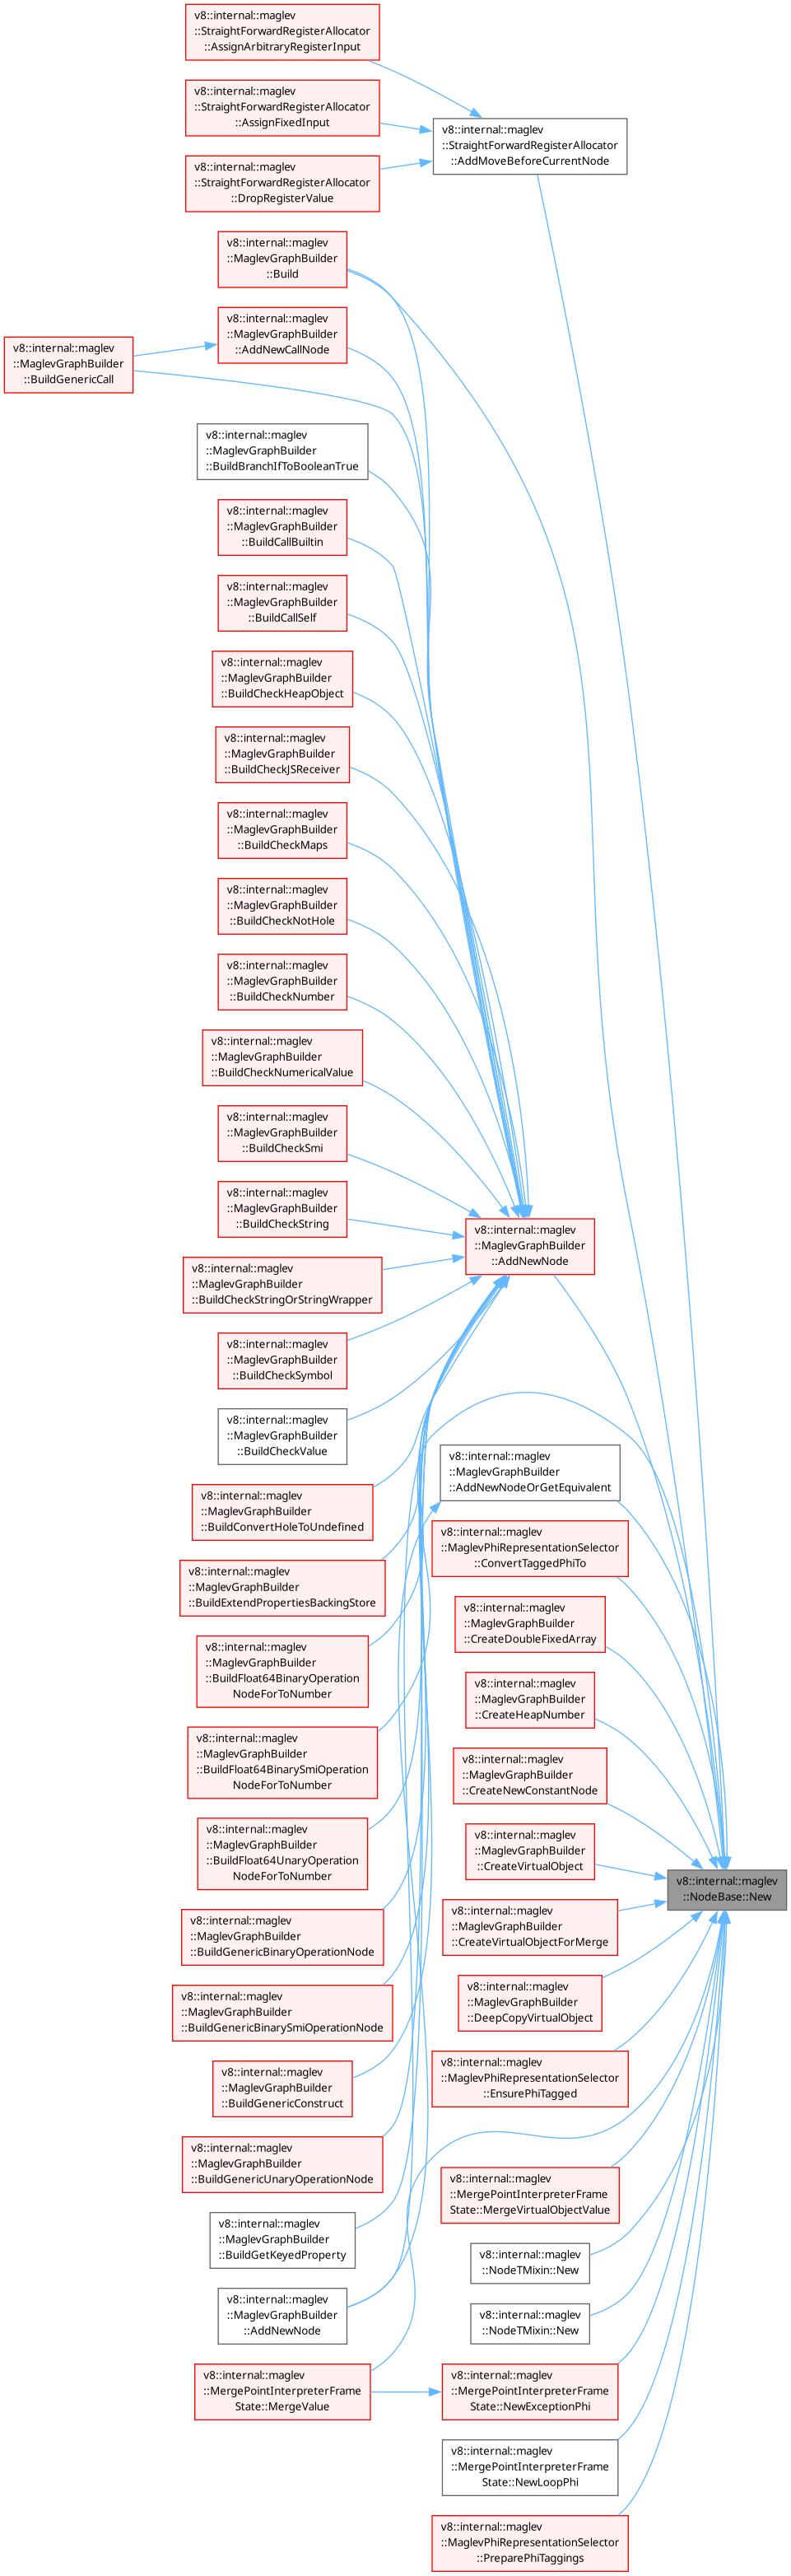 v8::internal::maglev
::StraightForwardRegisterAllocator
::AssignArbitraryRegisterInput
v8::internal::maglev
::StraightForwardRegisterAllocator
::AssignFixedInput
v8::internal::maglev
::StraightForwardRegisterAllocator
::AddMoveBeforeCurrentNode
v8::internal::maglev
::StraightForwardRegisterAllocator
::DropRegisterValue
v8::internal::maglev
::MaglevGraphBuilder
::Build
v8::internal::maglev
::MaglevGraphBuilder
::AddNewCallNode
v8::internal::maglev
::MaglevGraphBuilder
::BuildGenericCall
v8::internal::maglev
::MaglevGraphBuilder
::BuildBranchIfToBooleanTrue
v8::internal::maglev
::MaglevGraphBuilder
::BuildCallBuiltin
v8::internal::maglev
::MaglevGraphBuilder
::BuildCallSelf
v8::internal::maglev
::MaglevGraphBuilder
::BuildCheckHeapObject
v8::internal::maglev
::MaglevGraphBuilder
::BuildCheckJSReceiver
v8::internal::maglev
::MaglevGraphBuilder
::BuildCheckMaps
v8::internal::maglev
::MaglevGraphBuilder
::BuildCheckNotHole
v8::internal::maglev
::MaglevGraphBuilder
::BuildCheckNumber
v8::internal::maglev
::MaglevGraphBuilder
::BuildCheckNumericalValue
v8::internal::maglev
::MaglevGraphBuilder
::BuildCheckSmi
v8::internal::maglev
::MaglevGraphBuilder
::BuildCheckString
v8::internal::maglev
::MaglevGraphBuilder
::AddNewNode
v8::internal::maglev
::MaglevGraphBuilder
::BuildCheckStringOrStringWrapper
v8::internal::maglev
::MaglevGraphBuilder
::BuildCheckSymbol
v8::internal::maglev
::MaglevGraphBuilder
::BuildCheckValue
v8::internal::maglev
::MaglevGraphBuilder
::AddNewNodeOrGetEquivalent
v8::internal::maglev
::MaglevGraphBuilder
::BuildConvertHoleToUndefined
v8::internal::maglev
::MaglevPhiRepresentationSelector
::ConvertTaggedPhiTo
v8::internal::maglev
::MaglevGraphBuilder
::BuildExtendPropertiesBackingStore
v8::internal::maglev
::MaglevGraphBuilder
::CreateDoubleFixedArray
v8::internal::maglev
::MaglevGraphBuilder
::BuildFloat64BinaryOperation
NodeForToNumber
v8::internal::maglev
::MaglevGraphBuilder
::CreateHeapNumber
v8::internal::maglev
::MaglevGraphBuilder
::BuildFloat64BinarySmiOperation
NodeForToNumber
v8::internal::maglev
::MaglevGraphBuilder
::CreateNewConstantNode
v8::internal::maglev
::MaglevGraphBuilder
::BuildFloat64UnaryOperation
NodeForToNumber
v8::internal::maglev
::MaglevGraphBuilder
::CreateVirtualObject
v8::internal::maglev
::NodeBase::New
v8::internal::maglev
::MaglevGraphBuilder
::BuildGenericBinaryOperationNode
v8::internal::maglev
::MaglevGraphBuilder
::CreateVirtualObjectForMerge
v8::internal::maglev
::MaglevGraphBuilder
::BuildGenericBinarySmiOperationNode
v8::internal::maglev
::MaglevGraphBuilder
::DeepCopyVirtualObject
v8::internal::maglev
::MaglevGraphBuilder
::BuildGenericConstruct
v8::internal::maglev
::MaglevPhiRepresentationSelector
::EnsurePhiTagged
v8::internal::maglev
::MaglevGraphBuilder
::BuildGenericUnaryOperationNode
v8::internal::maglev
::MergePointInterpreterFrame
State::MergeVirtualObjectValue
v8::internal::maglev
::MaglevGraphBuilder
::BuildGetKeyedProperty
v8::internal::maglev
::NodeTMixin::New
v8::internal::maglev
::MaglevGraphBuilder
::AddNewNode
v8::internal::maglev
::NodeTMixin::New
v8::internal::maglev
::MergePointInterpreterFrame
State::MergeValue
v8::internal::maglev
::MergePointInterpreterFrame
State::NewExceptionPhi
v8::internal::maglev
::MergePointInterpreterFrame
State::NewLoopPhi
v8::internal::maglev
::MaglevPhiRepresentationSelector
::PreparePhiTaggings